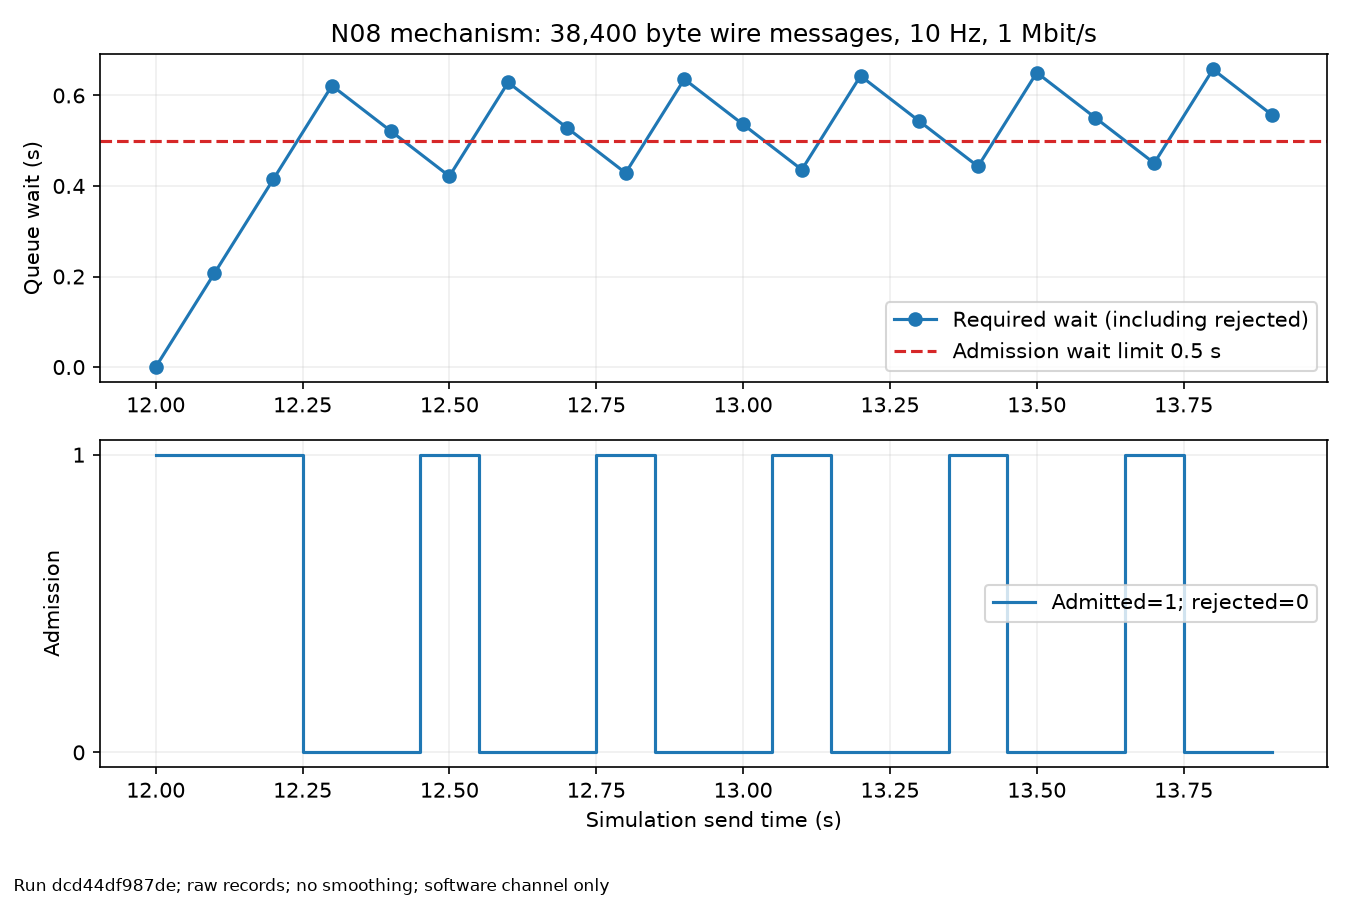 N08 mechanism: 38,400 byte wire messages, 10 Hz, 1 Mbit/s
Queue wait (s)
0.6
0.4
0.2
0.0
Required wait (including rejected)
Admission wait limit 0.5 s
12.00 12.25 12.50 12.75 13.00 13.25 13.50 13.75
Admission
1
0
Admitted=1; rejected=0
12.00 12.25 12.50 12.75 13.00 13.25 13.50 13.75
Simulation send time (s)
Run dcd44df987de; raw records; no smoothing; software channel only